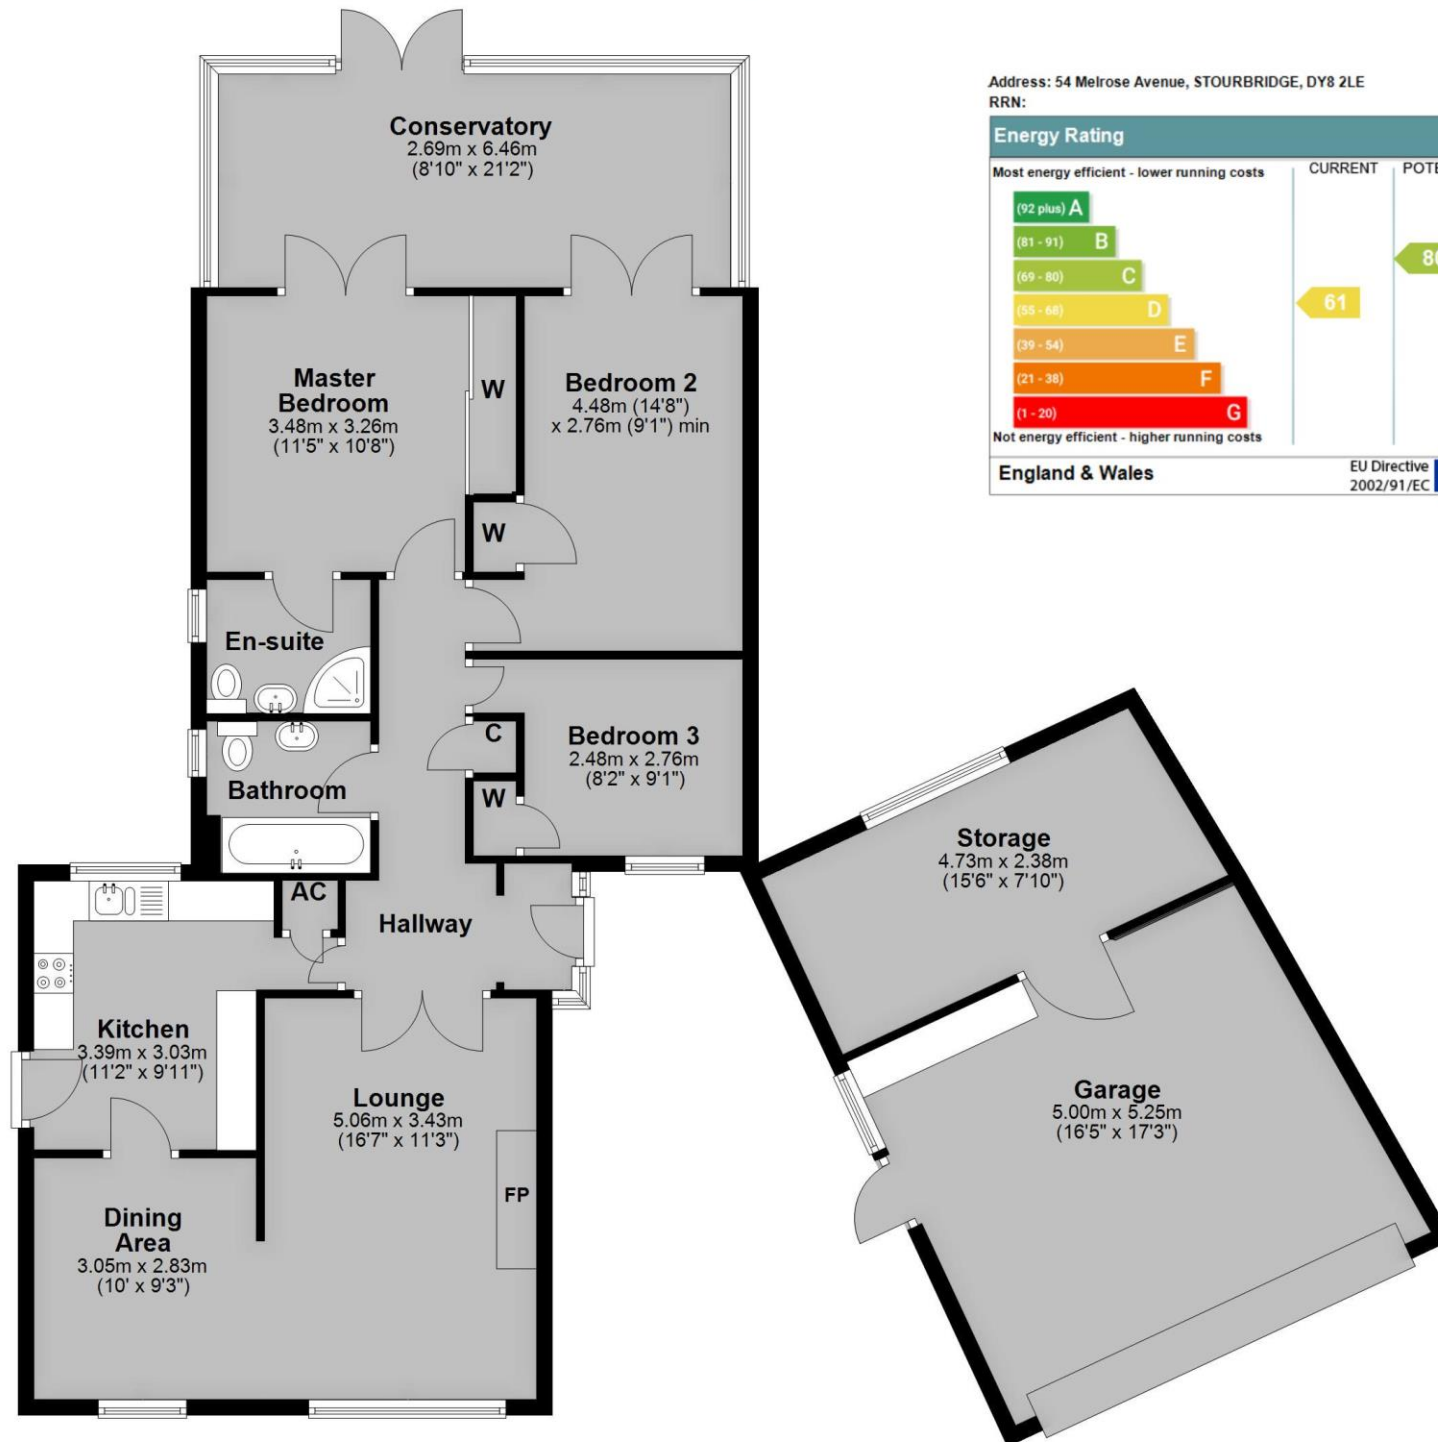 Conservatory
2.69m x 6.46m
(8'10" x 21'2")
Master
Bedroom
3.48m x 3.26m
(11'5" x 10'8")
W
Bedroom 2
4.48m (14'8")
x 2.76m (9'1") min
W
En-suite
Bathroom
C
Bedroom 3
2.48m x 2.76m
(8'2" x 9'1")
W
AC
Hallway
Kitchen
3.39m x 3.03m
(11'2" x 9'11")
Lounge
5.06m x 3.43m
(16'7" x 11'3")
FP
Dining
Area
3.05m x 2.83m
(10' x 9'3")
Storage
4.73m x 2.38m
(15'6" x 7'10")
Garage
5.00m x 5.25m
(16'5" x 17'3")
Address: 54 Melrose Avenue, STOURBRIDGE, DY8 2LE
RRN:
Energy Rating
Most energy efficient - lower running costs
CURRENT
(92 plus) A
(81 - 91) B
(69 - 80) C
(55 - 68) D
(39 - 54) E
(21 - 38) F
(1 - 20) G
61
Not energy efficient - higher running costs
England & Wales
EU Directive
2002/91/EC